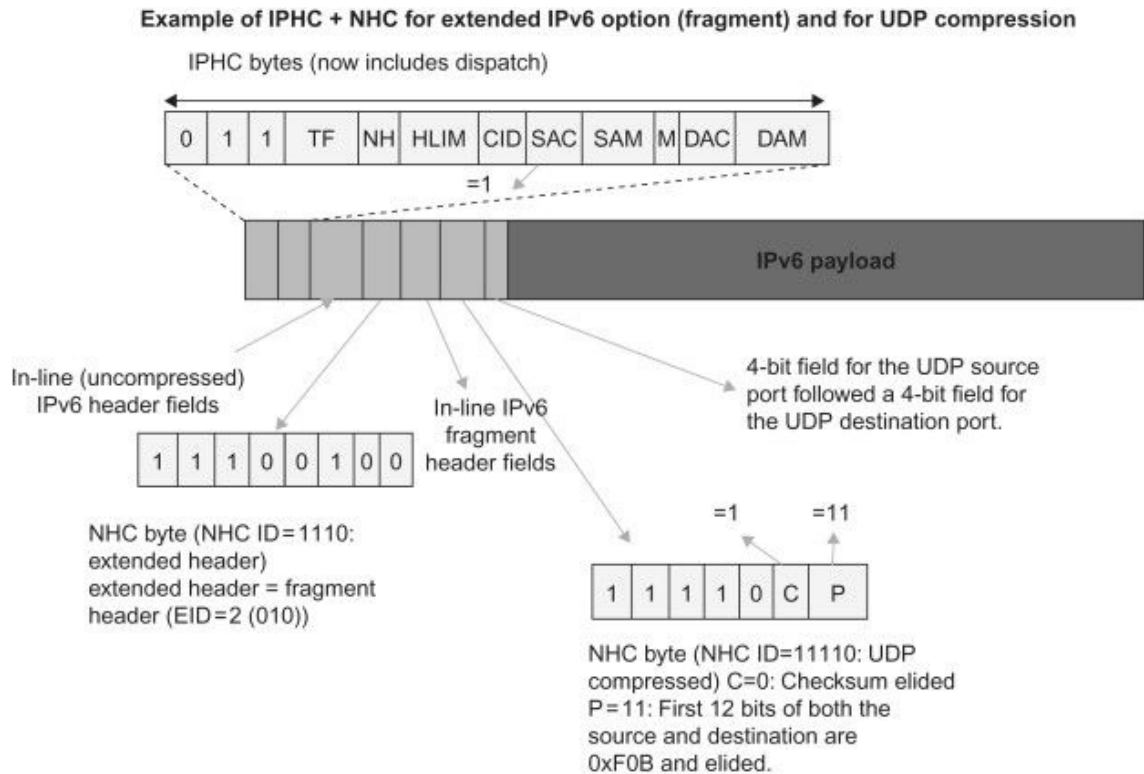 Example of IPHC + NHC for extended IPv6 option (fragment) and for UDP compression
IPHC bytes (now includes dispatch)
0 1 1 TF NH HLIM CID SAC SAM M DAC DAM
=1
IPv6 payload
In-line (uncompressed)
IPv6 header fields
In-line IPv6
fragment
header fields
4-bit field for the UDP source
port followed a 4-bit field for
the UDP destination port.
1 1 1 0 0 1 0 0
NHC byte (NHC ID=1110:
extended header)
extended header = fragment
header (EID=2 (010))
=1 =11
1 1 1 1 0 C P
NHC byte (NHC ID=11110: UDP
compressed) C=0: Checksum elided
P=11: First 12 bits of both the
source and destination are
0xF0B and elided.